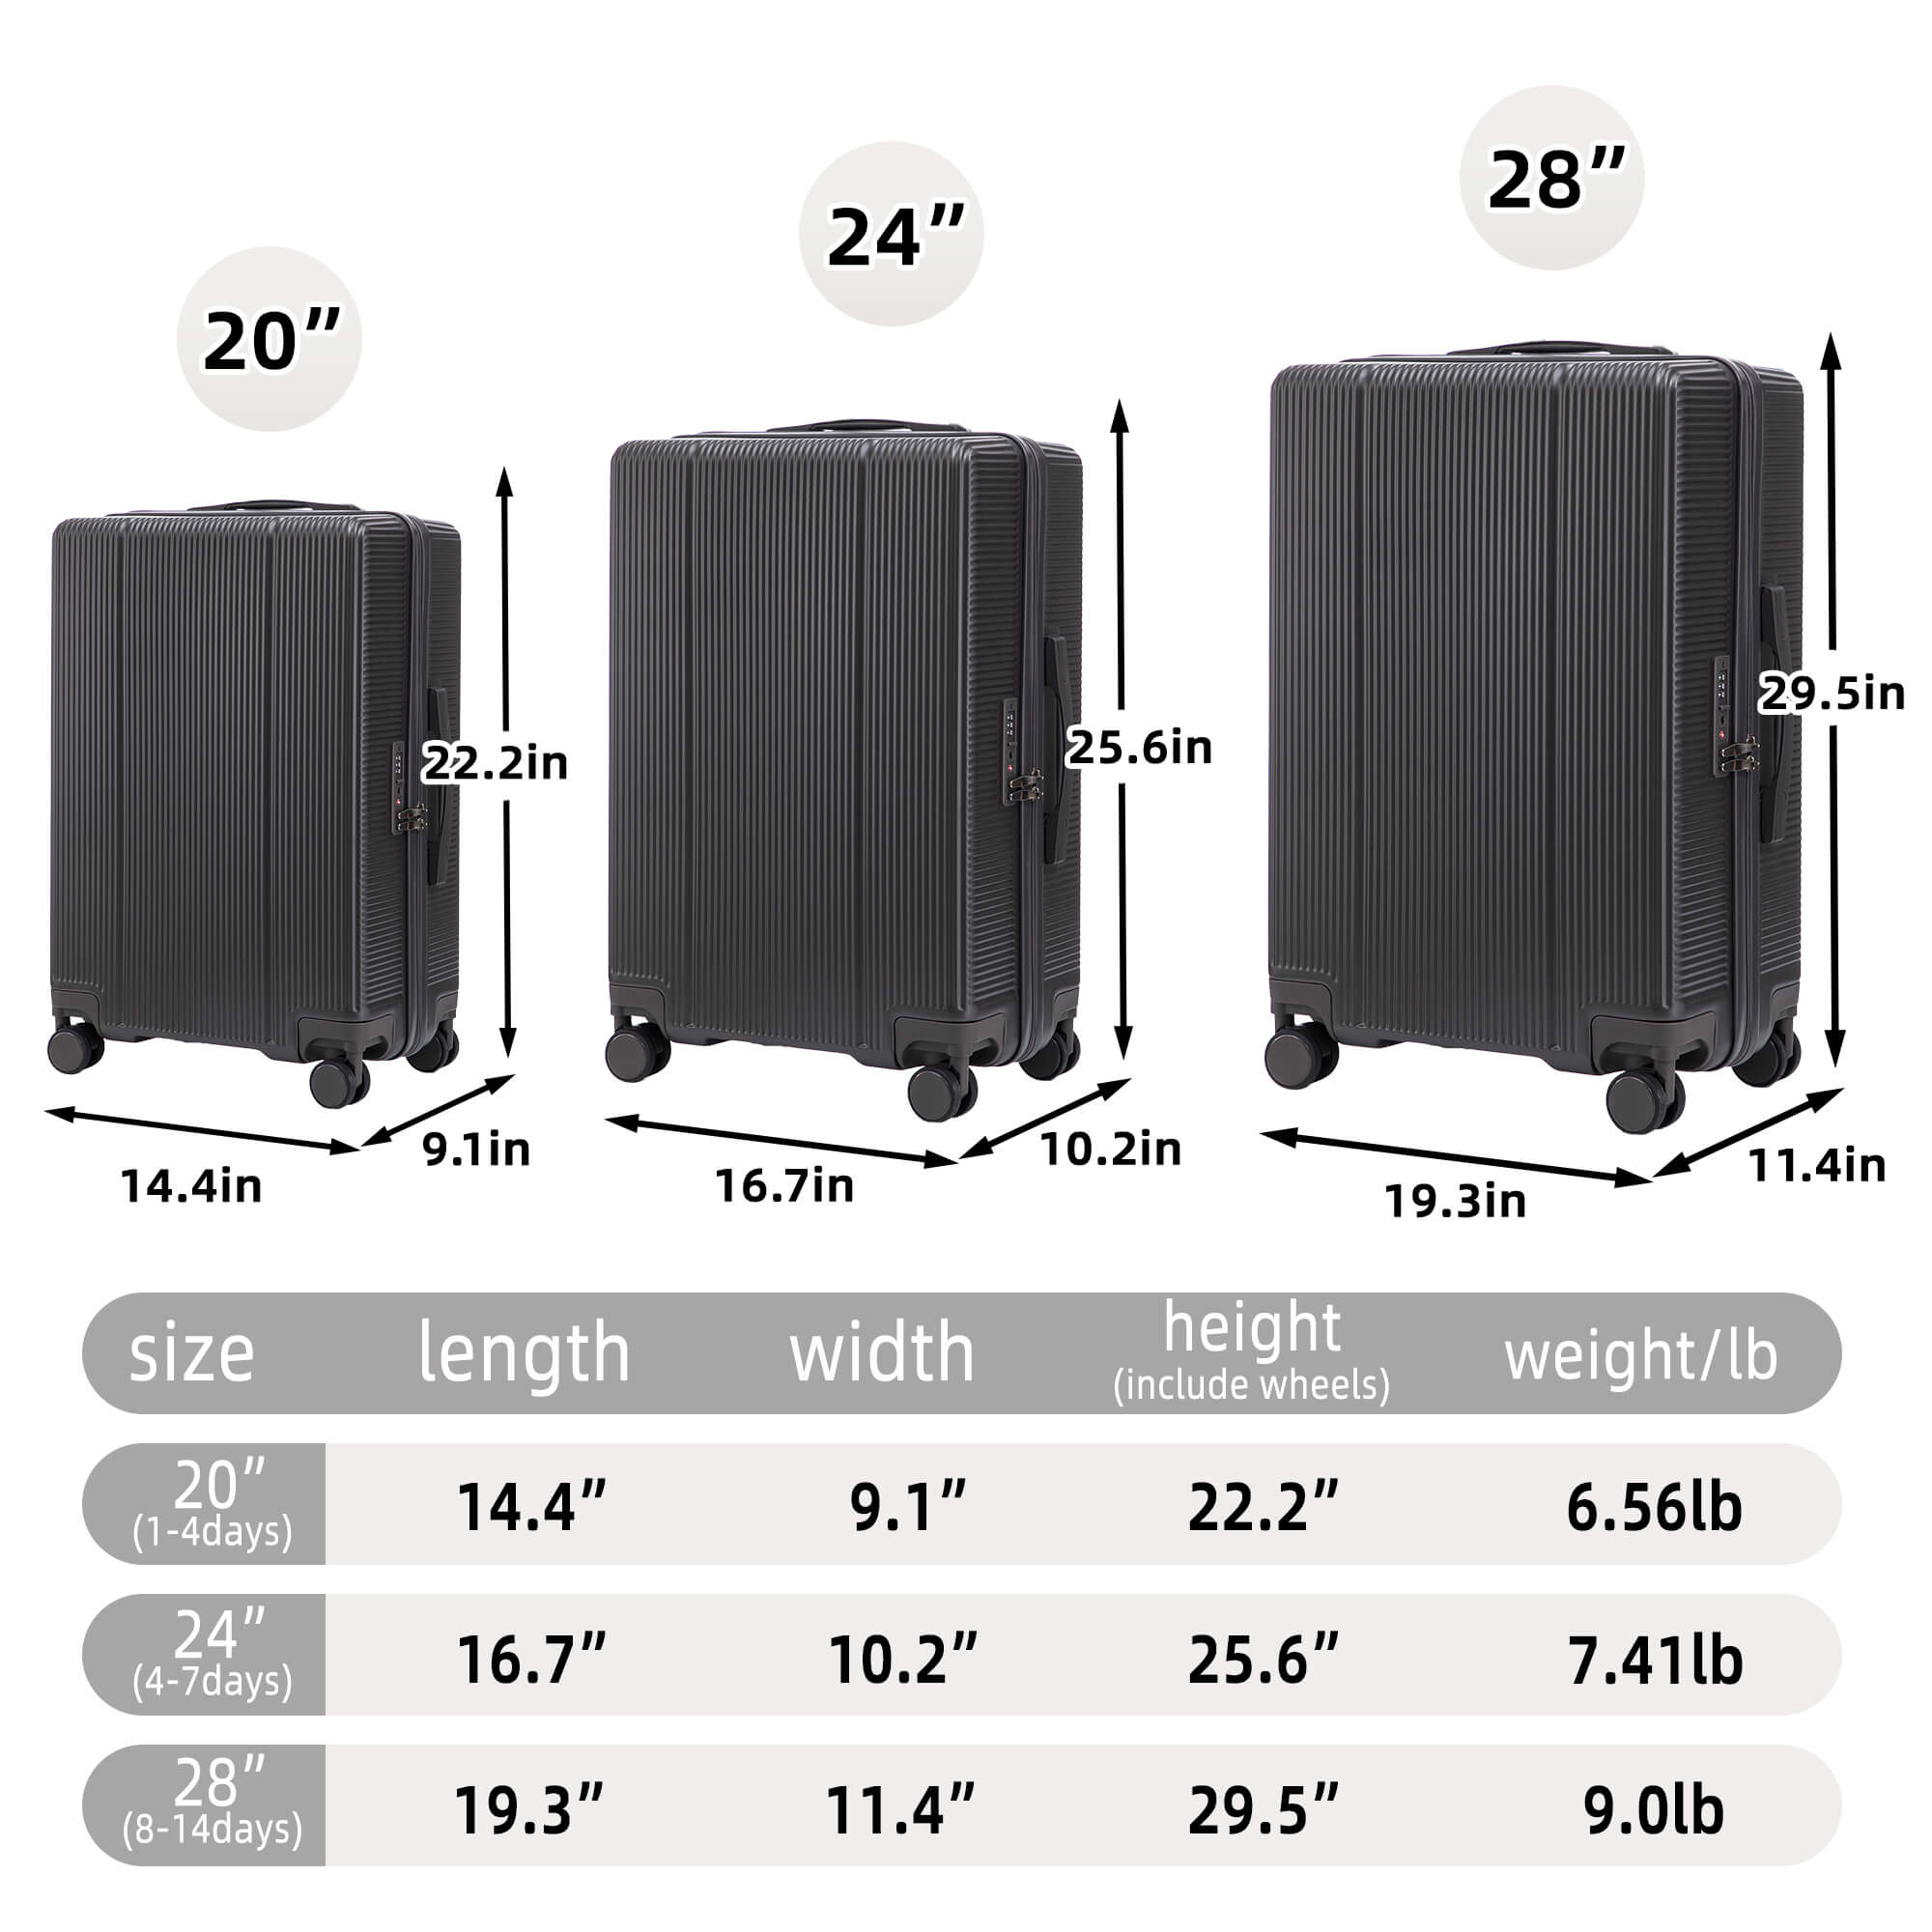 28”
24”
20”
22.2in
25.6in
29.5in
14.4in
9.1in
16.7in
10.2in
19.3in
11.4in
size length width height weight/lb
(include wheels)
20” 14.4” 9.1” 22.2” 6.56lb
(1-4days)
24” 16.7” 10.2” 25.6” 7.41lb
(4-7days)
28” 19.3” 11.4” 29.5” 9.0lb
(8-14days)